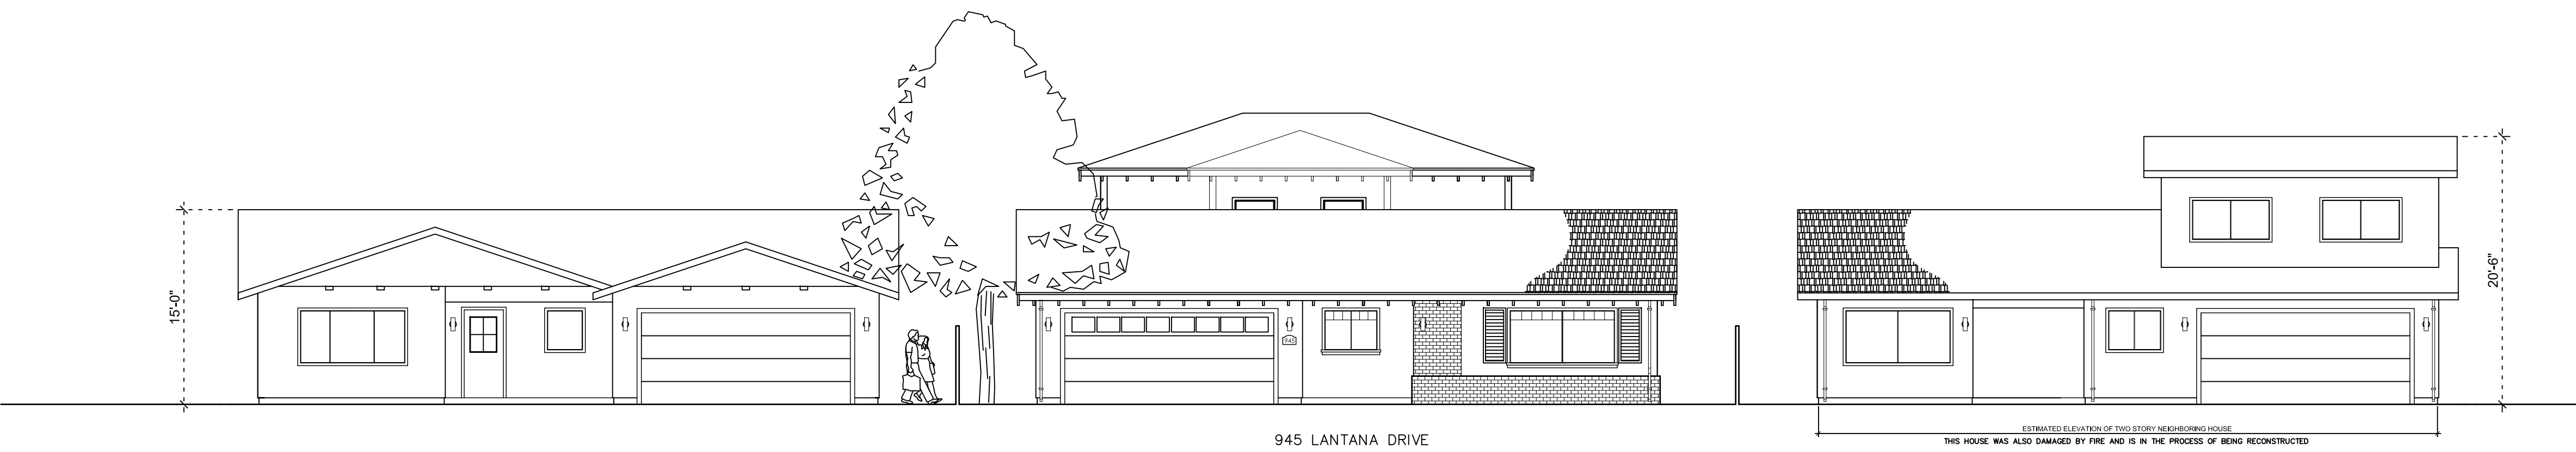 15'-0"
945
20'-6"
945 LANTANA DRIVE
ESTIMATED ELEVATION OF TWO STORY NEIGHBORING HOUSE
THIS HOUSE WAS ALSO DAMAGED BY FIRE AND IS IN THE PROCESS OF BEING RECONSTRUCTED